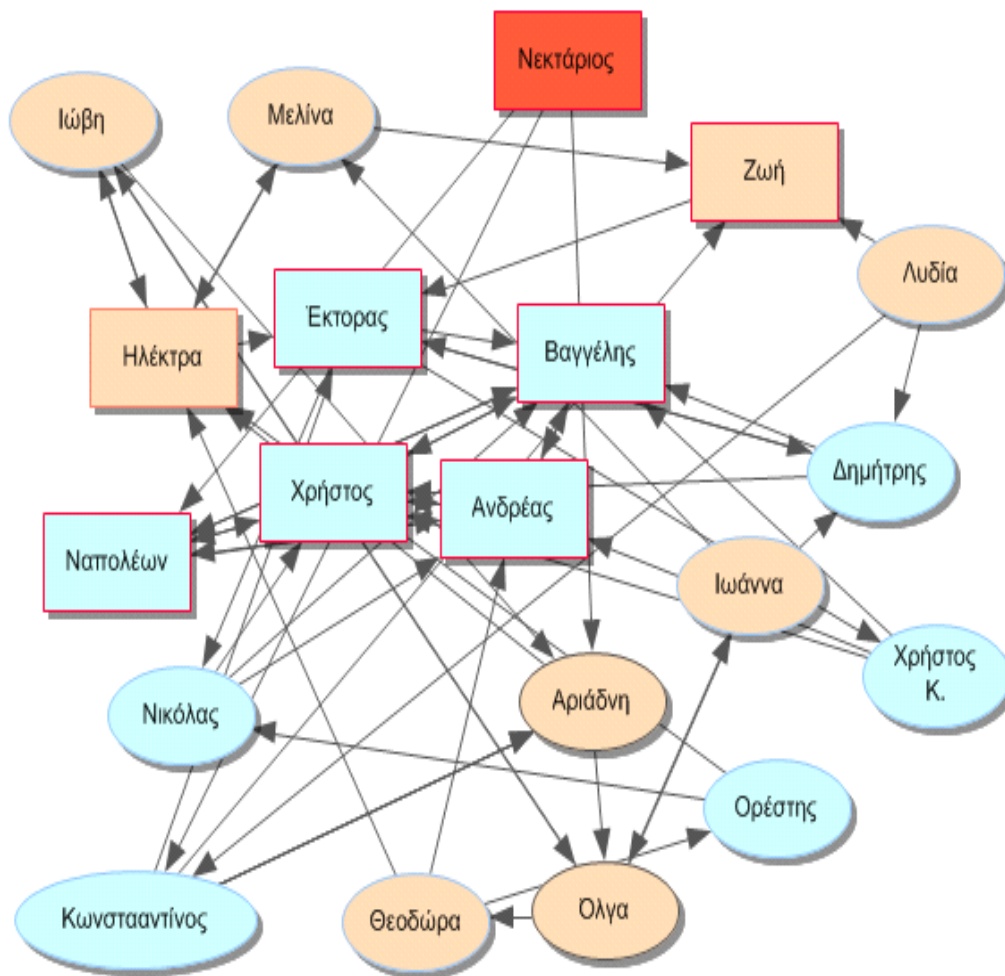 Νεκτάριος
Ιώβη
Μελίνα
Ζωή
Λυδία
Έκτορας
Ηλέκτρα
Βαγγέλης
Δημήτρης
Χρήστος
Ανδρέας
Ναπολέων
Ιωάννα
Χρήστος
Κ.
Νικόλας
Αριάδνη
Ορέστης
Κωνστααντίνος
Θεοδώρα
Όλγα